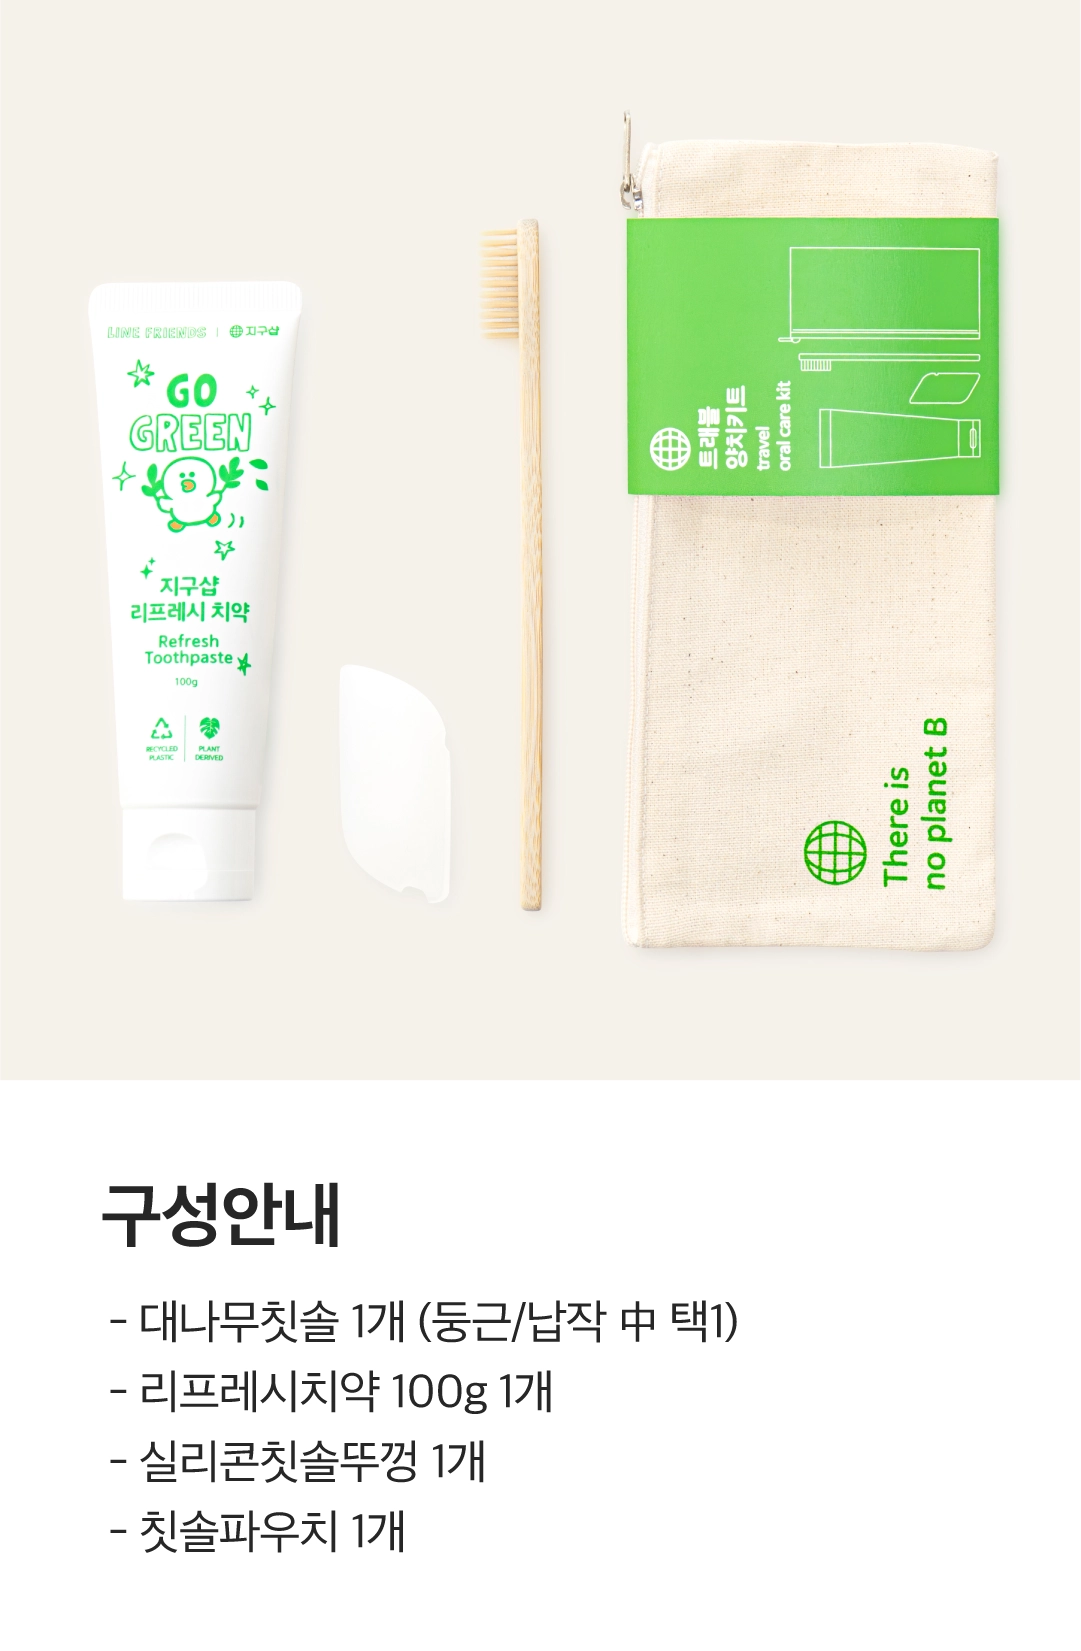 LINE FRIENDS | 지구샵
GO
GREEN
지구샵
리프레시 치약
Refresh
Toothpaste
100g
RECYCLED
PLASTIC
PLANT
DERIVED
트래블
양치키트
travel
oral care kit
There is
no planet B
구성안내
- 대나무칫솔 1개 (둥근/납작 中 택1)
- 리프레시치약 100g 1개
- 실리콘칫솔뚜껑 1개
- 칫솔파우치 1개